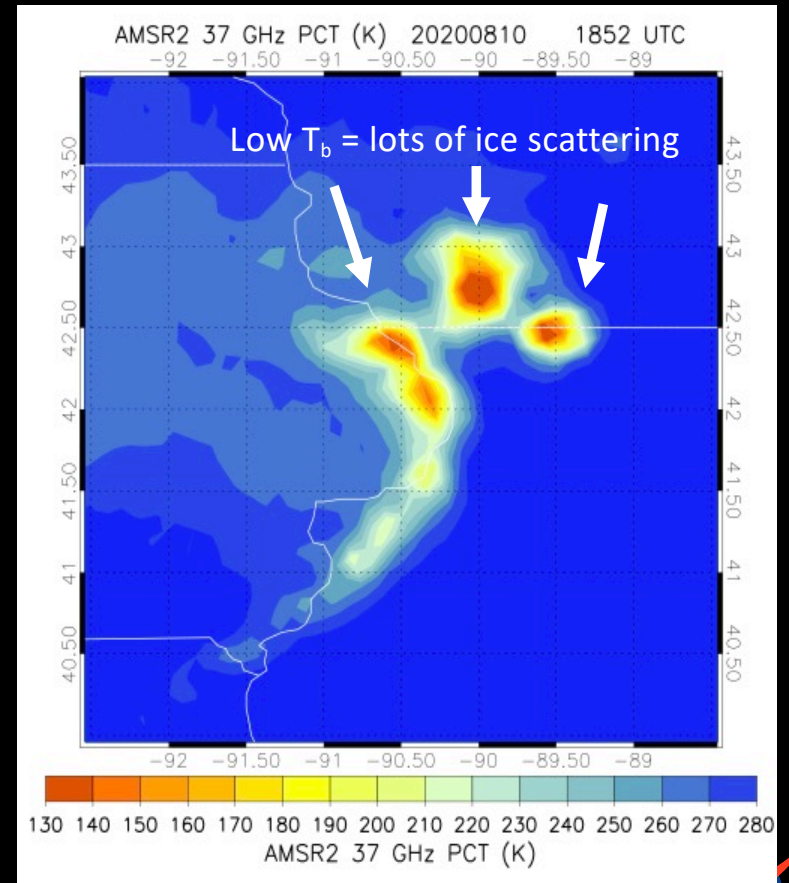 AMSR2 37 GHz PCT (K) 20200810 1852 UTC
-92 -91.50 -91 -90.50 -90 -89.50 -89
Low Tb = lots of ice scattering
43.50 43.50
43 43
42.50 42.50
42 42
41.50 41.50
41 41
40.50 40.50
-92 -91.50 -91 -90.50 -90 -89.50 -89
130 140 150 160 170 180 190 200 210 220 230 240 250 260 270 280
AMSR2 37 GHz PCT (K)